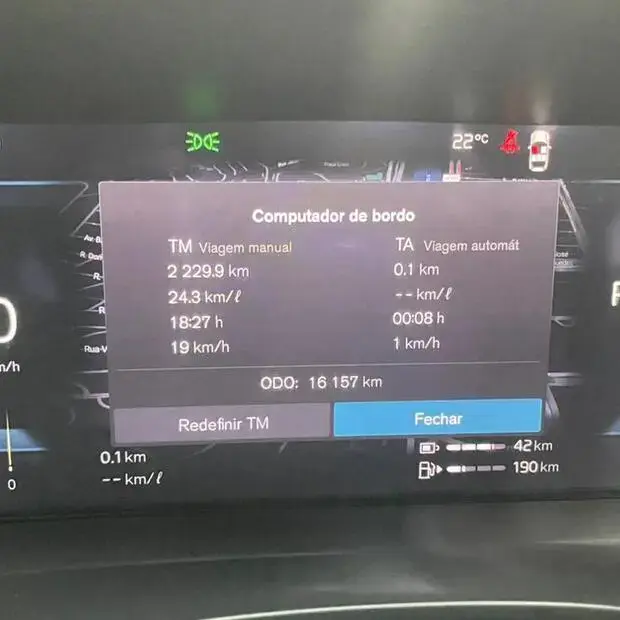 22°C
Computador de bordo
TM Viagem manual
2 229.9 km
24.3 km/ℓ
18:27 h
19 km/h
TA Viagem automát
0.1 km
-- km/ℓ
00:08 h
1 km/h
ODO: 16 157 km
Redefinir TM
Fechar
0.1 km
-- km/ℓ
42 km
190 km
0